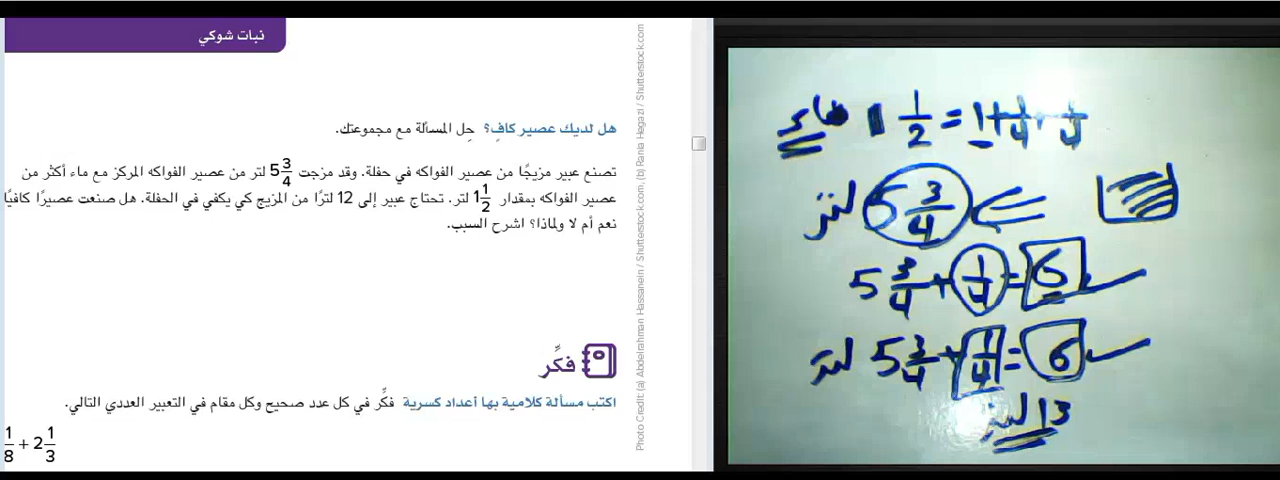 نبات شوكي
هل لديك عصير كافٍ؟ حِل المسألة مع مجموعتك.
تصنع عبير مزيجًا من عصير الفواكه في حفلة. وقد مزجت 5 3/4 لتر من عصير الفواكه المركز مع ماء أكثر من
عصير الفواكه بمقدار 1 1/2 لتر. تحتاج عبير إلى 12 لترًا من المزيج كي يكفي في الحفلة. هل صنعت عصيرًا كافيًا
نعم أم لا ولماذا؟ اشرح السبب.
فكِّر
اكتب مسألة كلامية بها أعداد كسرية فكِّر في كل عدد صحيح وكل مقام في التعبير العددي التالي.
1/8 + 2 1/3
Photo Credit: (a) Abdelrahman Hassanein / Shutterstock.com, (b) Rania Hegazi / Shutterstock.com
ماء 1 1/2 = 1 + 1/4 + 1/4
5 3/4 لتر
5 3/4 + 1/4 = 6
5 3/4 + 1/4 = 6 لتر
13 لتر